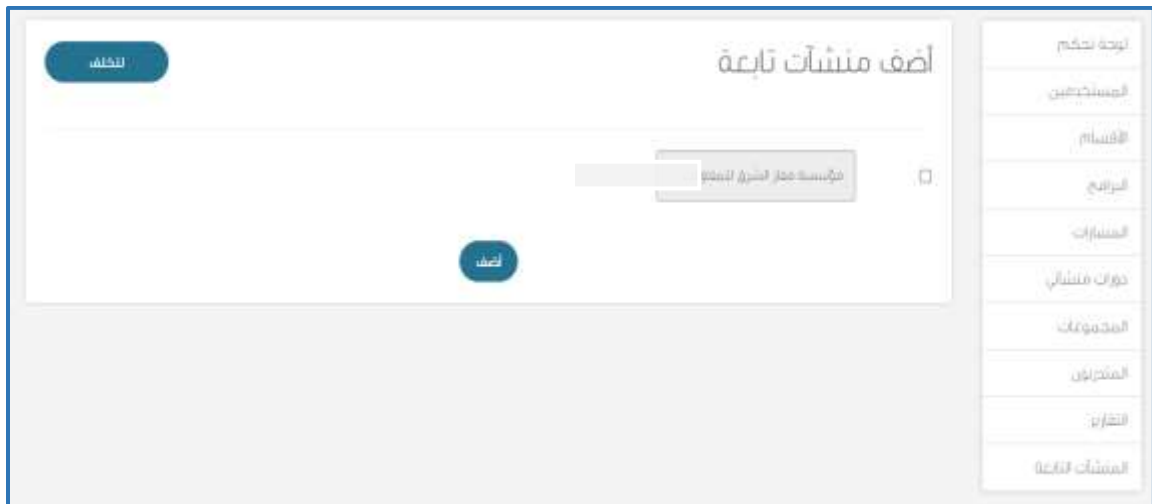 أضف منشآت تابعة
للخلف
مؤسسة الشرق
أضف
لوحة تحكم
المستخدمين
الأقسام
البرامج
المسارات
دورات منشأتي
المجموعات
المتدربون
التقارير
المنشآت التابعة